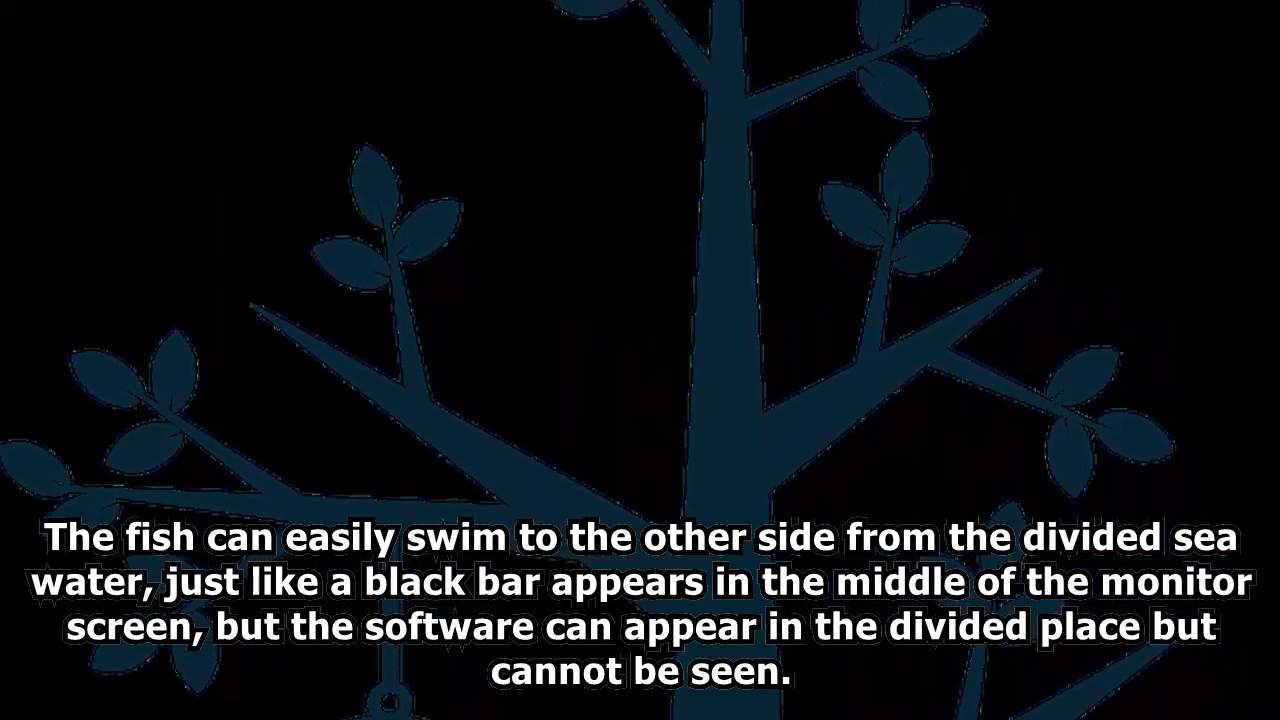 The fish can easily swim to the other side from the divided sea
water, just like a black bar appears in the middle of the monitor
screen, but the software can appear in the divided place but
cannot be seen.